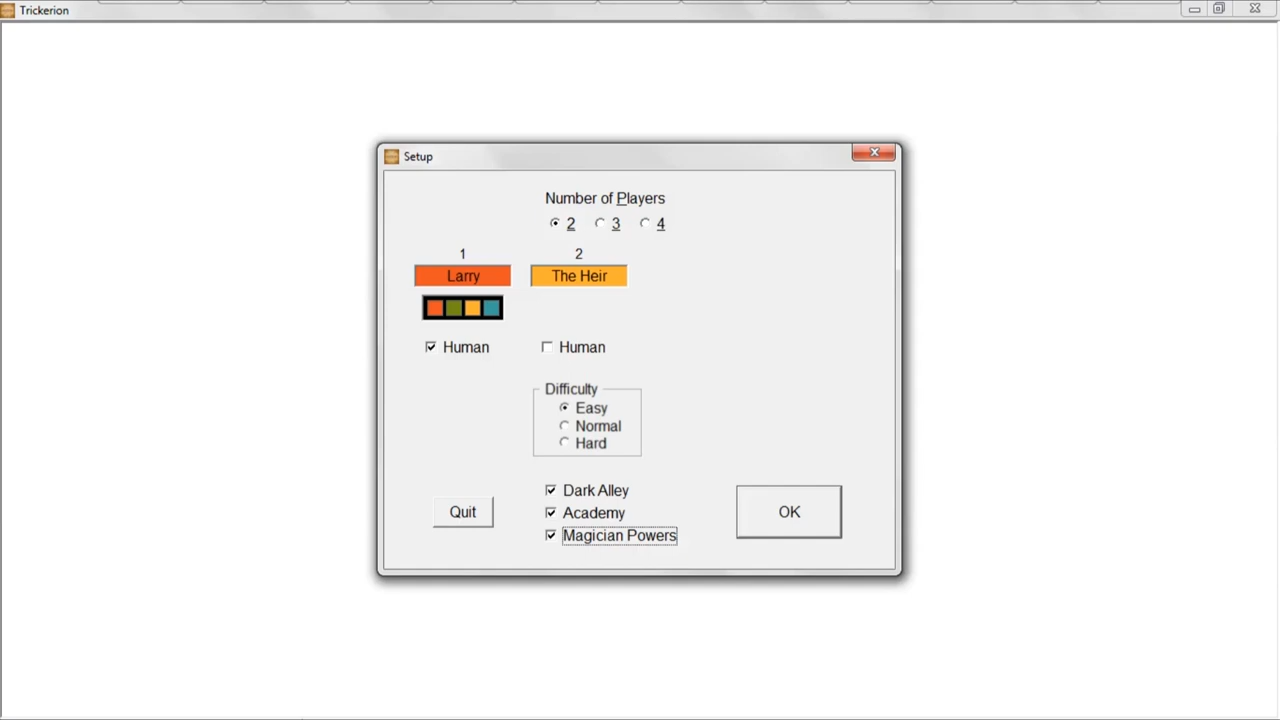 Trickerion
Setup
Number of Players
2 3 4
1 2
Larry The Heir
Human Human
Difficulty
Easy
Normal
Hard
Dark Alley
Quit Academy OK
Magician Powers